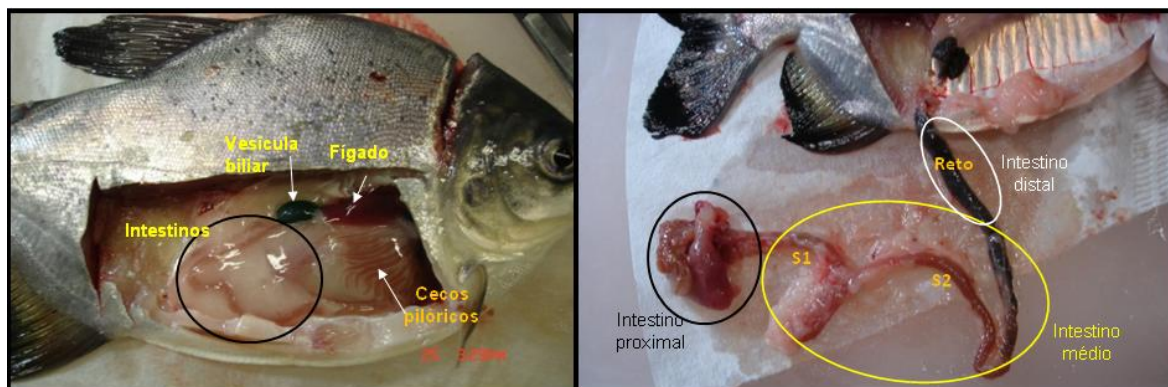 Vesícula
biliar
Fígado
Intestinos
Cecos
pilóricos
Reto
Intestino
distal
S1
S2
Intestino
proximal
Intestino
médio